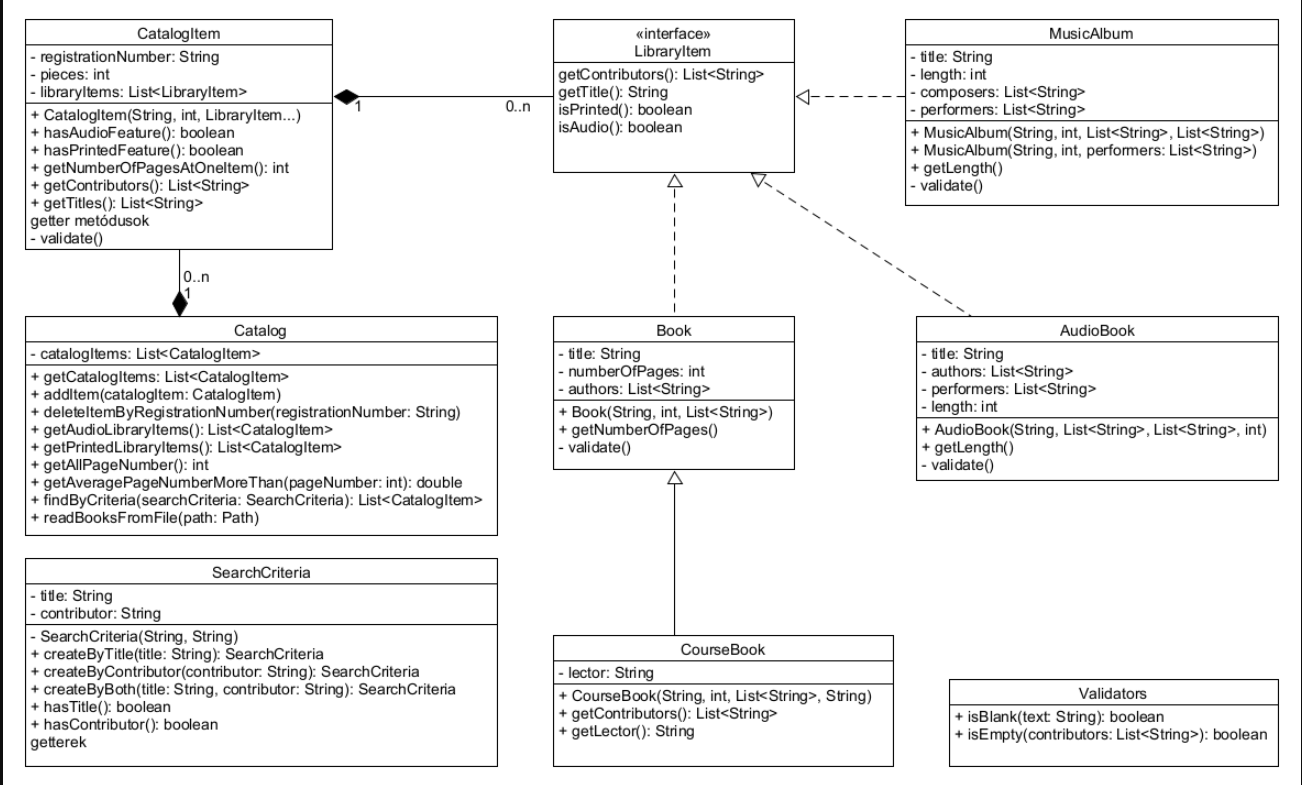 CatalogItem
- registrationNumber: String
- pieces: int
- libraryItems: List<LibraryItem>
+ CatalogItem(String, int, LibraryItem...)
+ hasAudioFeature(): boolean
+ hasPrintedFeature(): boolean
+ getNumberOfPagesAtOneItem(): int
+ getContributors(): List<String>
+ getTitles(): List<String>
getter metódusok
- validate()
1
0..n
«interface»
LibraryItem
getContributors(): List<String>
getTitle(): String
isPrinted(): boolean
isAudio(): boolean
MusicAlbum
- title: String
- length: int
- composers: List<String>
- performers: List<String>
+ MusicAlbum(String, int, List<String>, List<String>)
+ MusicAlbum(String, int, performers: List<String>)
+ getLength()
- validate()
0..n
1
Catalog
- catalogItems: List<CatalogItem>
+ getCatalogItems: List<CatalogItem>
+ addItem(catalogItem: CatalogItem)
+ deleteItemByRegistrationNumber(registrationNumber: String)
+ getAudioLibraryItems(): List<CatalogItem>
+ getPrintedLibraryItems(): List<CatalogItem>
+ getAllPageNumber(): int
+ getAveragePageNumberMoreThan(pageNumber: int): double
+ findByCriteria(searchCriteria: SearchCriteria): List<CatalogItem>
+ readBooksFromFile(path: Path)
Book
- title: String
- numberOfPages: int
- authors: List<String>
+ Book(String, int, List<String>)
+ getNumberOfPages()
- validate()
AudioBook
- title: String
- authors: List<String>
- performers: List<String>
- length: int
+ AudioBook(String, List<String>, List<String>, int)
+ getLength()
- validate()
SearchCriteria
- title: String
- contributor: String
- SearchCriteria(String, String)
+ createByTitle(title: String): SearchCriteria
+ createByContributor(contributor: String): SearchCriteria
+ createByBoth(title: String, contributor: String): SearchCriteria
+ hasTitle(): boolean
+ hasContributor(): boolean
getterek
CourseBook
- lector: String
+ CourseBook(String, int, List<String>, String)
+ getContributors(): List<String>
+ getLector(): String
Validators
+ isBlank(text: String): boolean
+ isEmpty(contributors: List<String>): boolean